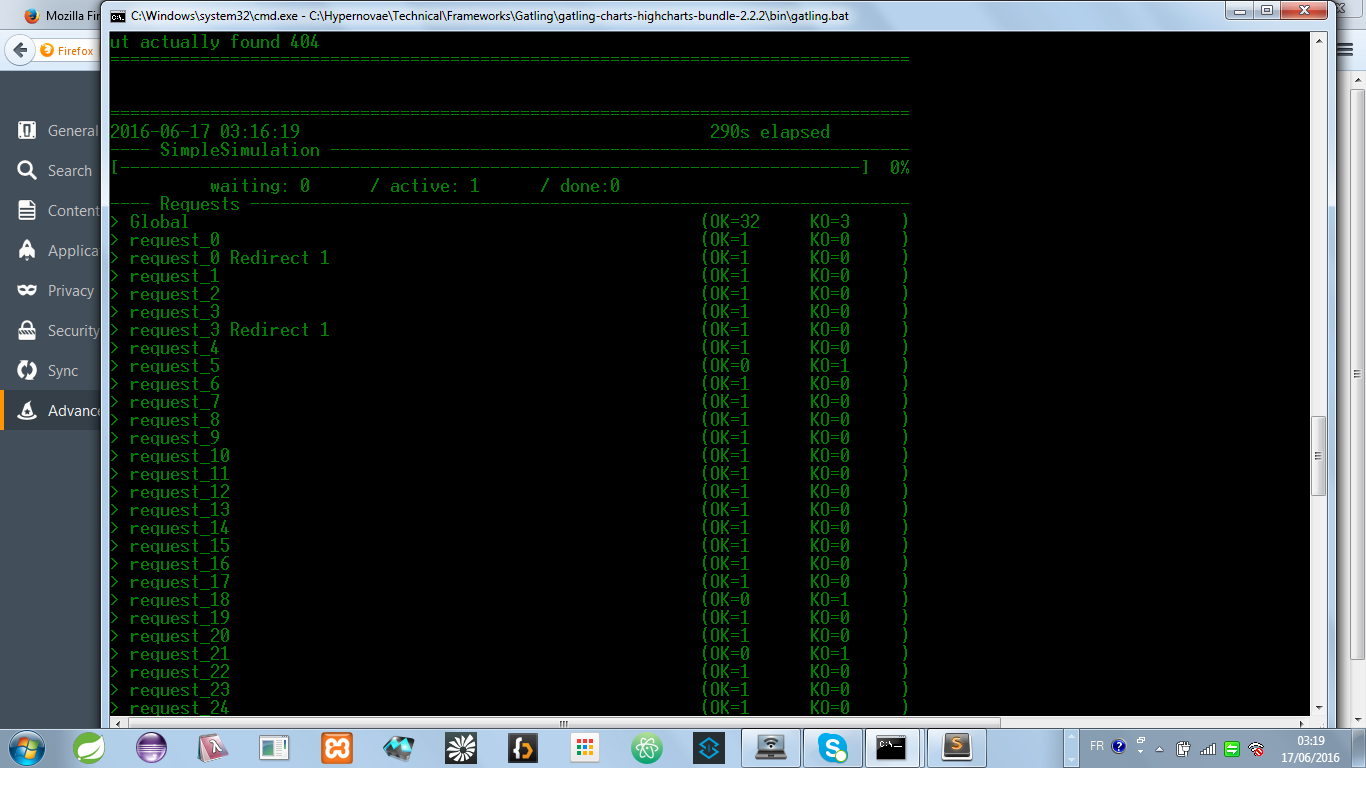 Mozilla Fir
C:\Windows\system32\cmd.exe - C:\Hypernovae\Technical\Frameworks\Gatling\gatling-charts-highcharts-bundle-2.2.2\bin\gatling.bat
Firefox
General
Search
Content
Applica
Privacy
Security
Sync
Advance
ut actually found 404
================================================================================
================================================================================
2016-06-17 03:16:19 290s elapsed
---- SimpleSimulation ----------------------------------------------------------
[--------------------------------------------------------------------------] 0%
waiting: 0 / active: 1 / done:0
---- Requests ------------------------------------------------------------------
> Global (OK=32 KO=3 )
> request_0 (OK=1 KO=0 )
> request_0 Redirect 1 (OK=1 KO=0 )
> request_1 (OK=1 KO=0 )
> request_2 (OK=1 KO=0 )
> request_3 (OK=1 KO=0 )
> request_3 Redirect 1 (OK=1 KO=0 )
> request_4 (OK=1 KO=0 )
> request_5 (OK=0 KO=1 )
> request_6 (OK=1 KO=0 )
> request_7 (OK=1 KO=0 )
> request_8 (OK=1 KO=0 )
> request_9 (OK=1 KO=0 )
> request_10 (OK=1 KO=0 )
> request_11 (OK=1 KO=0 )
> request_12 (OK=1 KO=0 )
> request_13 (OK=1 KO=0 )
> request_14 (OK=1 KO=0 )
> request_15 (OK=1 KO=0 )
> request_16 (OK=1 KO=0 )
> request_17 (OK=1 KO=0 )
> request_18 (OK=0 KO=1 )
> request_19 (OK=1 KO=0 )
> request_20 (OK=1 KO=0 )
> request_21 (OK=0 KO=1 )
> request_22 (OK=1 KO=0 )
> request_23 (OK=1 KO=0 )
> request_24 (OK=1 KO=0 )
FR
03:19
17/06/2016